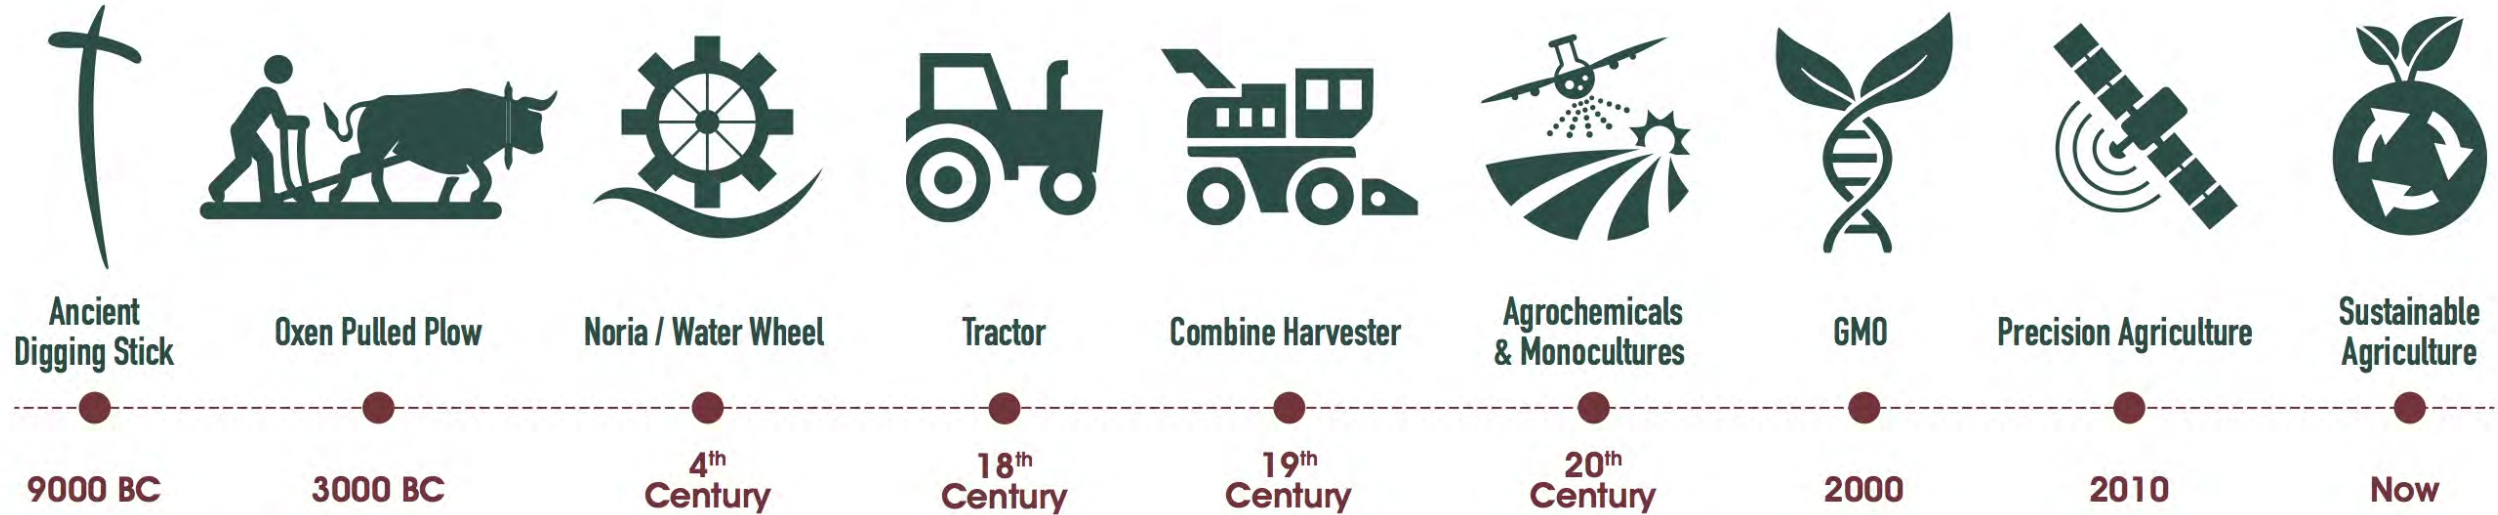 Ancient
Digging Stick
Oxen Pulled Plow
Noria / Water Wheel
Tractor
Combine Harvester
Agrochemicals
& Monocultures
GMO
Precision Agriculture
Sustainable
Agriculture
9000 BC
3000 BC
4th
Century
18th
Century
19th
Century
20th
Century
2000
2010
Now